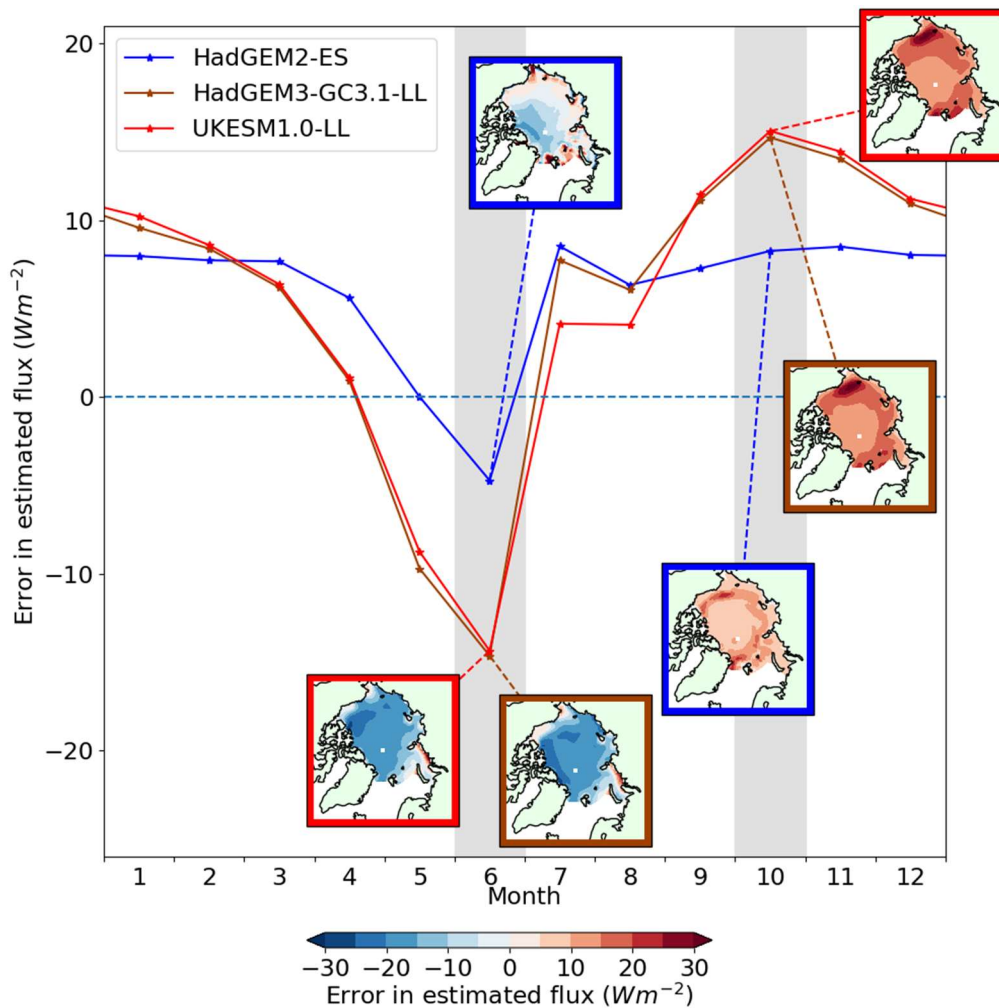 HadGEM2-ES
HadGEM3-GC3.1-LL
UKESM1.0-LL
20
10
0
−10
−20
Error in estimated flux (Wm⁻²)
1 2 3 4 5 6 7 8 9 10 11 12
Month
−30 −20 −10 0 10 20 30
Error in estimated flux (Wm⁻²)